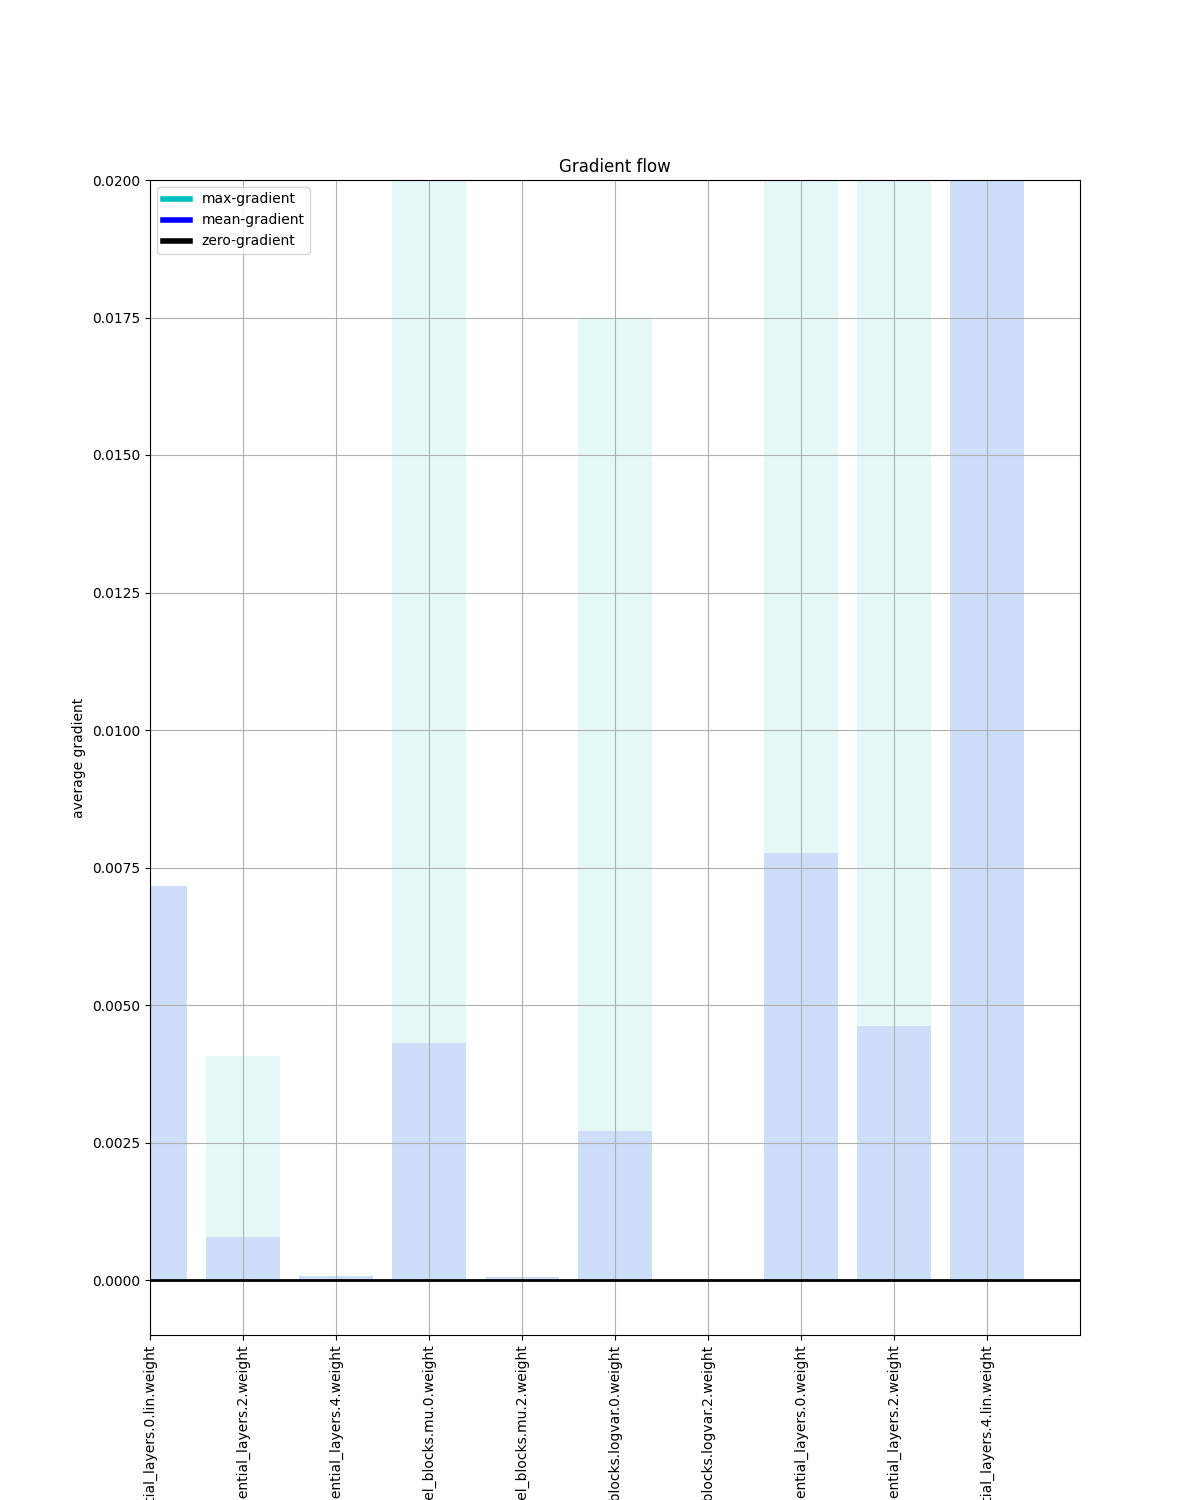 Gradient flow
max-gradient
mean-gradient
zero-gradient
0.0200
0.0175
0.0150
0.0125
0.0100
0.0075
0.0050
0.0025
0.0000
average gradient
tial_layers.0.lin.weight
ential_layers.2.weight
ential_layers.4.weight
el_blocks.mu.0.weight
el_blocks.mu.2.weight
blocks.logvar.0.weight
blocks.logvar.2.weight
ential_layers.0.weight
ential_layers.2.weight
tial_layers.4.lin.weight